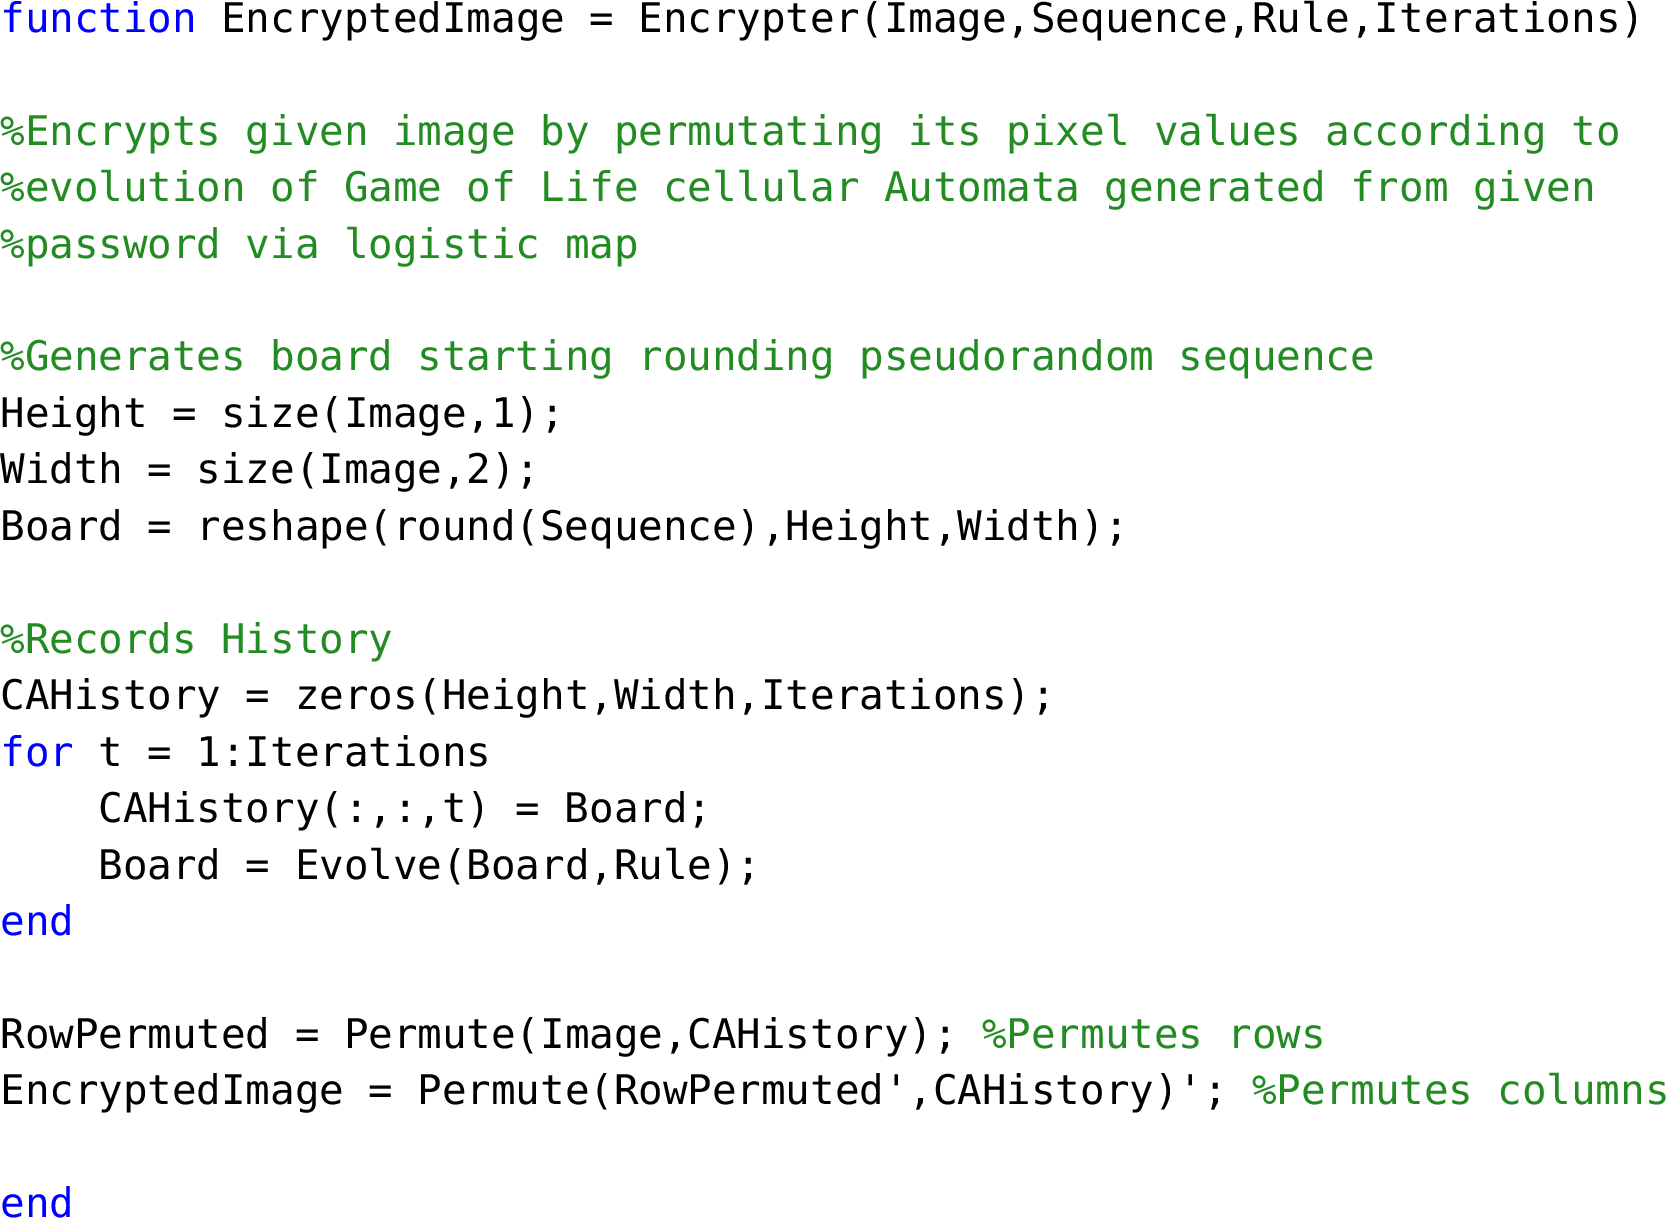 function EncryptedImage = Encrypter(Image,Sequence,Rule,Iterations)
%Encrypts given image by permutating its pixel values according to
%evolution of Game of Life cellular Automata generated from given
%password via logistic map
%Generates board starting rounding pseudorandom sequence
Height = size(Image,1);
Width = size(Image,2);
Board = reshape(round(Sequence),Height,Width);
%Records History
CAHistory = zeros(Height,Width,Iterations);
for t = 1:Iterations
    CAHistory(:,:,t) = Board;
    Board = Evolve(Board,Rule);
end
RowPermuted = Permute(Image,CAHistory); %Permutes rows
EncryptedImage = Permute(RowPermuted',CAHistory)'; %Permutes columns
end